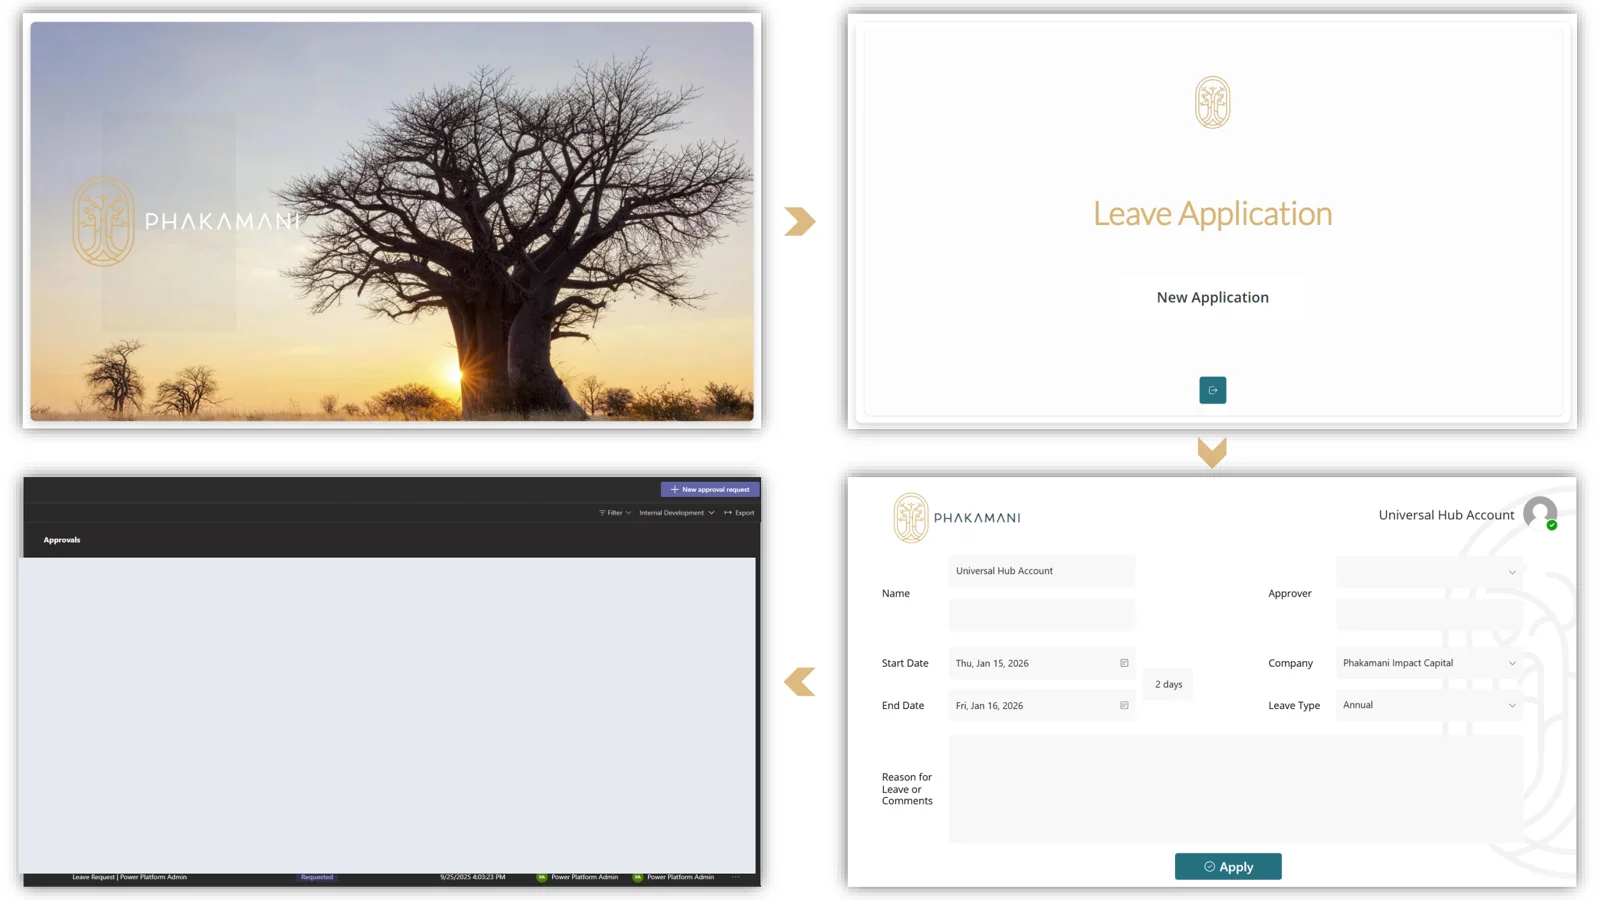 PHAKAMANI
Leave Application
New Application
New approval request
Filter
Internal Development
Export
Approvals
Leave Request | Power Platform Admin
Requested
9/25/2025 4:03:23 PM
PA
Power Platform Admin
PA
Power Platform Admin
PHAKAMANI
Universal Hub Account
Name
Universal Hub Account
Approver
Start Date
Thu, Jan 15, 2026
Company
Phakamani Impact Capital
2 days
End Date
Fri, Jan 16, 2026
Leave Type
Annual
Reason for
Leave or
Comments
Apply